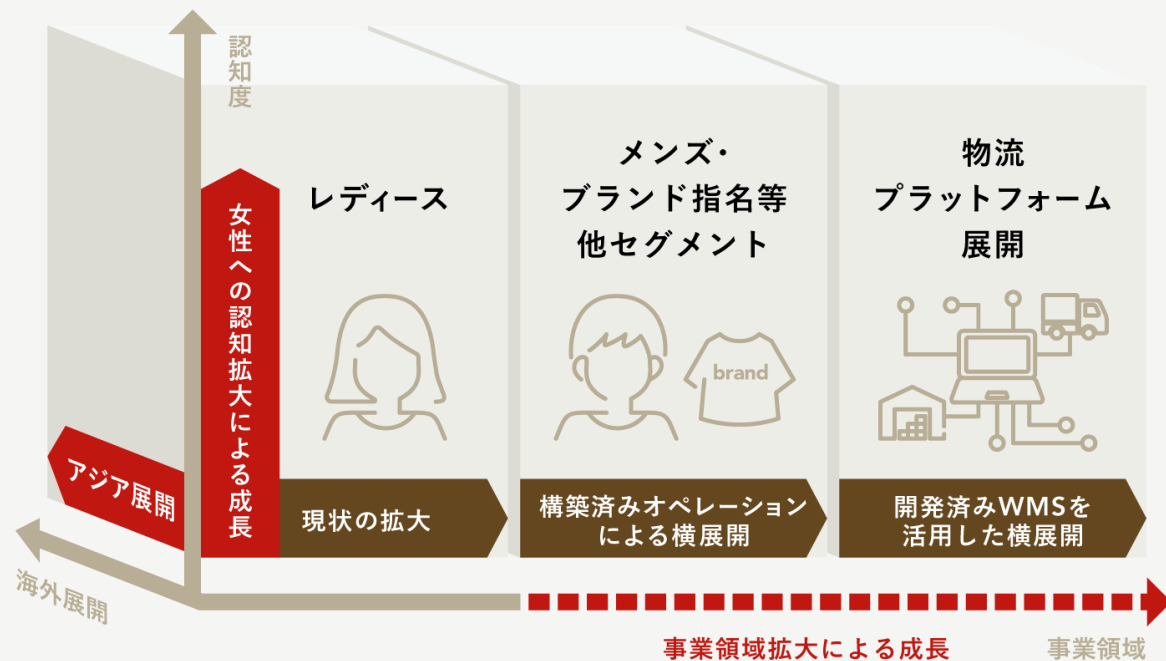 認知度
女性への認知拡大による成長
アジア展開
海外展開
レディース
現状の拡大
メンズ・
ブランド指名等
他セグメント
brand
構築済みオペレーション
による横展開
物流
プラットフォーム
展開
開発済みWMSを
活用した横展開
事業領域拡大による成長
事業領域